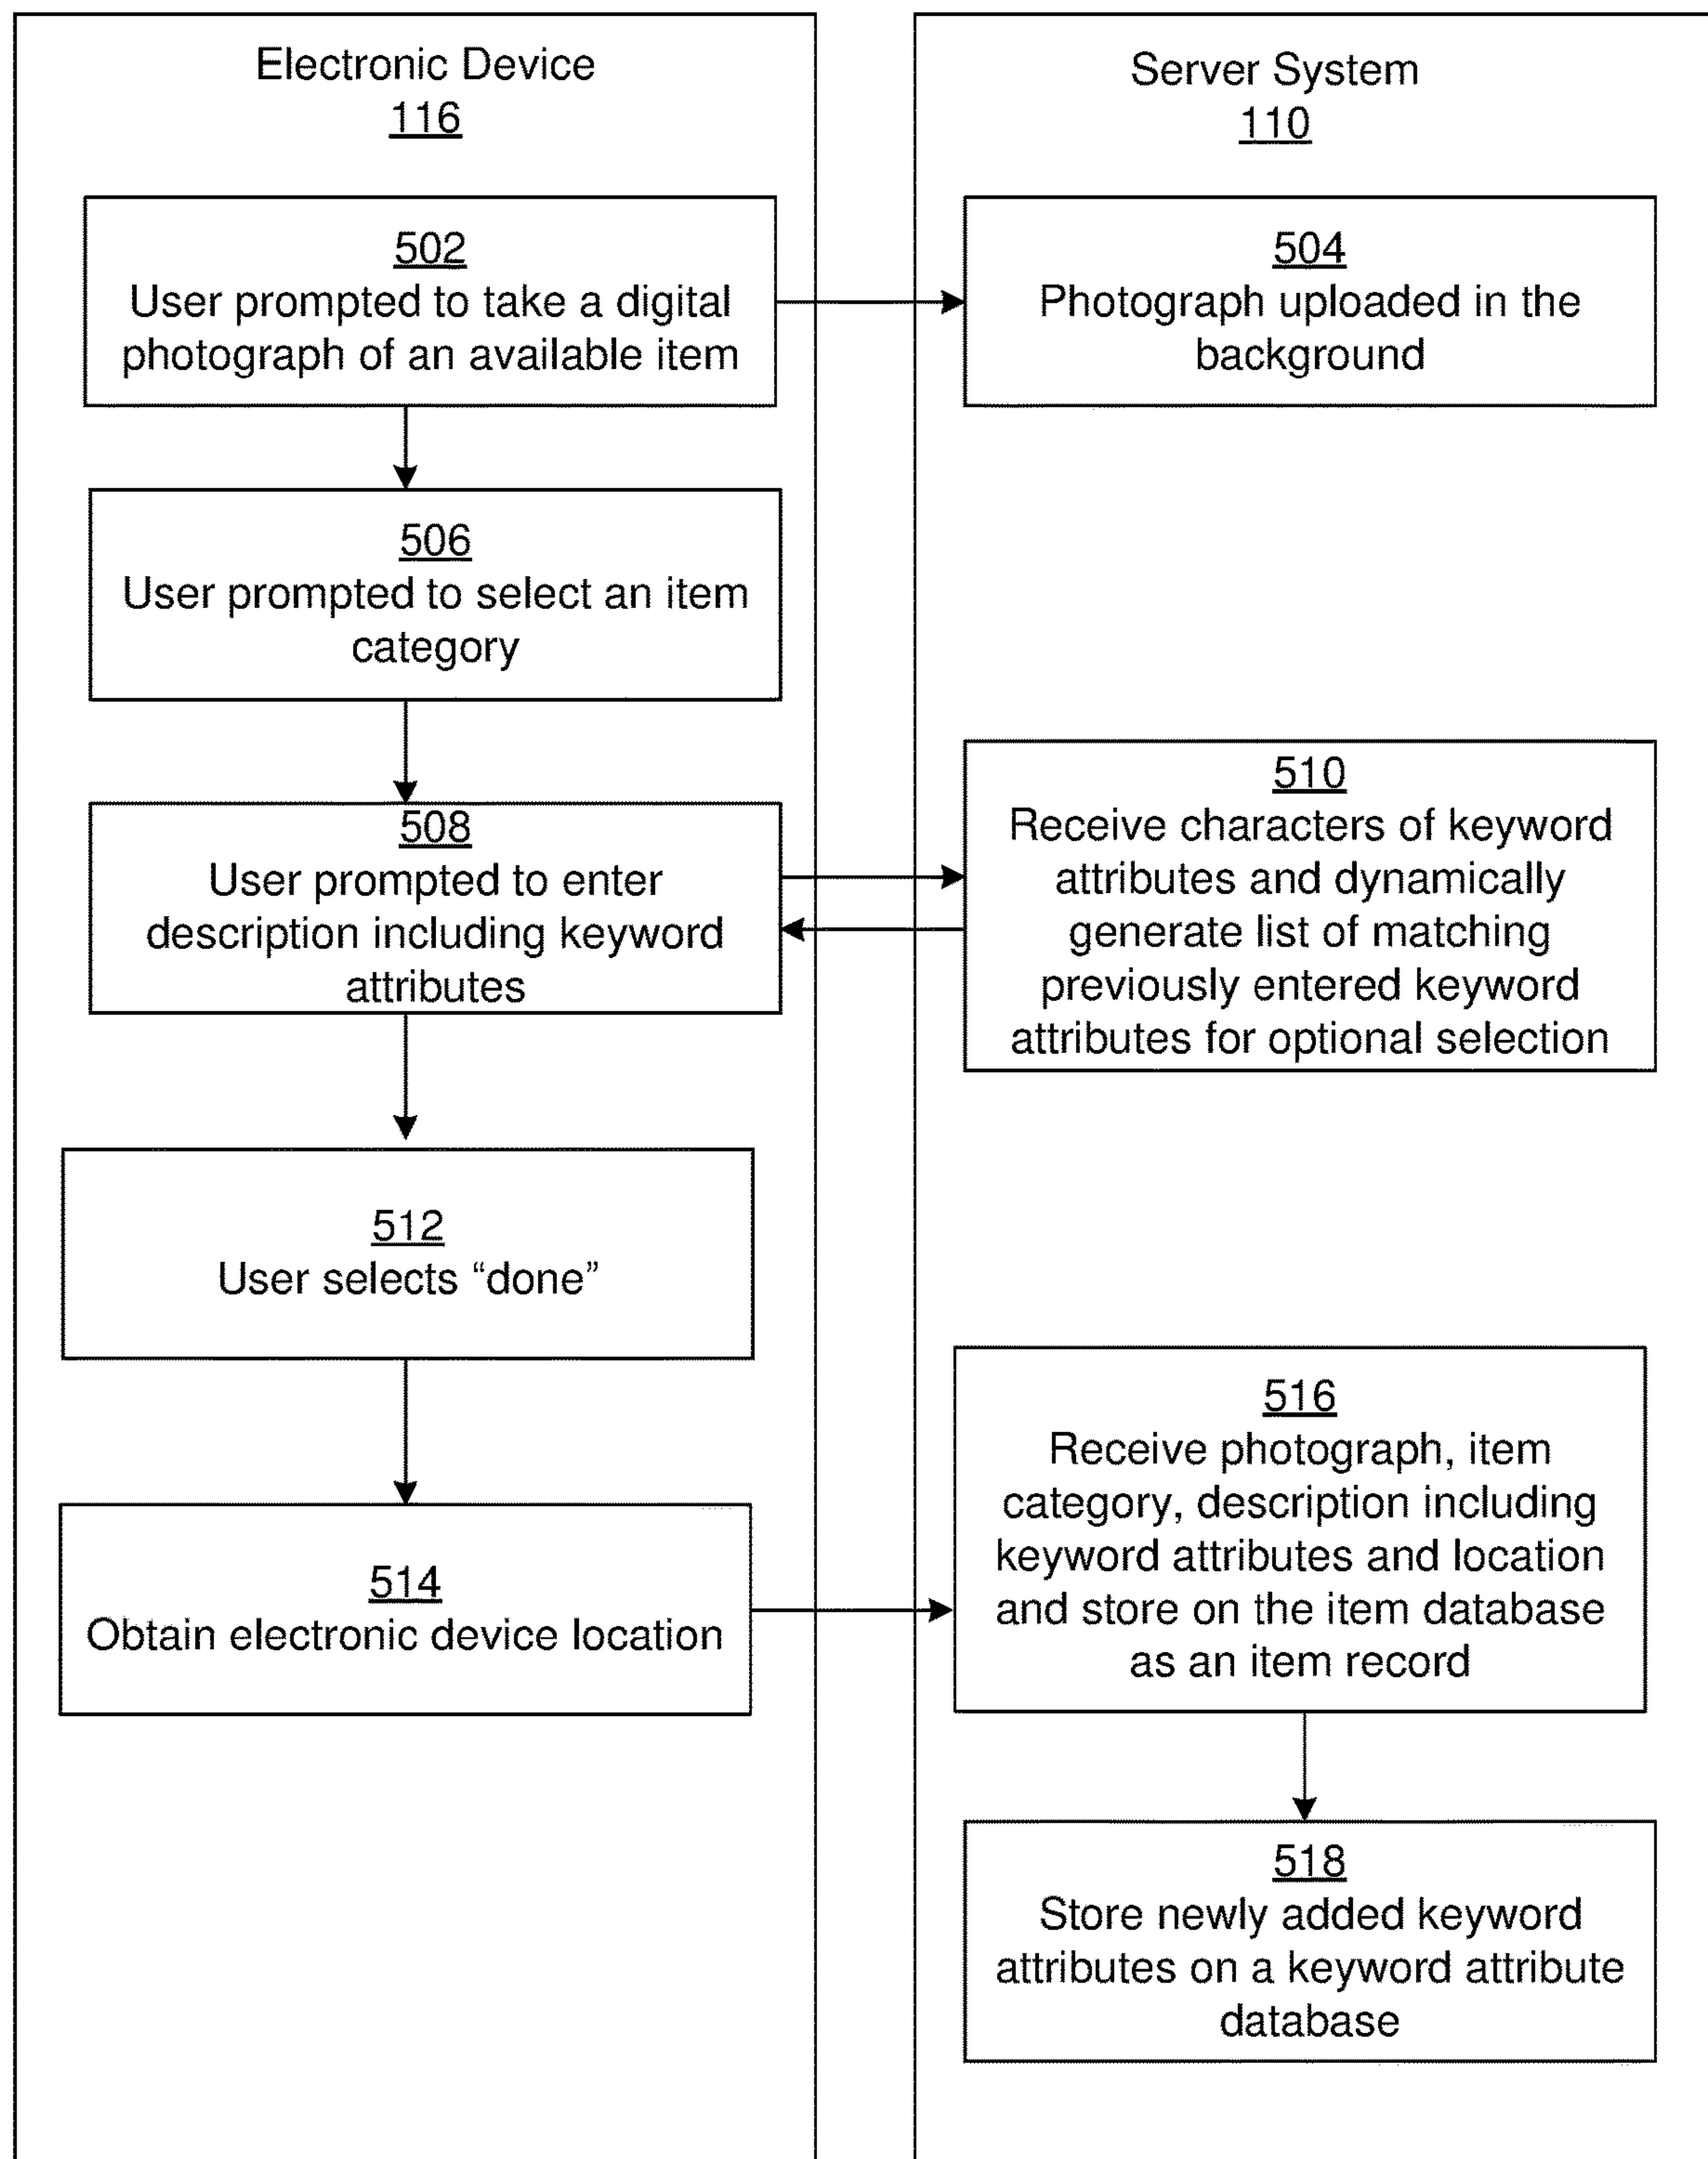 Electronic Device
116
Server System
110
502
User prompted to take a digital
photograph of an available item
504
Photograph uploaded in the
background
506
User prompted to select an item
category
508
User prompted to enter
description including keyword
attributes
510
Receive characters of keyword
attributes and dynamically
generate list of matching
previously entered keyword
attributes for optional selection
512
User selects “done”
514
Obtain electronic device location
516
Receive photograph, item
category, description including
keyword attributes and location
and store on the item database
as an item record
518
Store newly added keyword
attributes on a keyword attribute
database